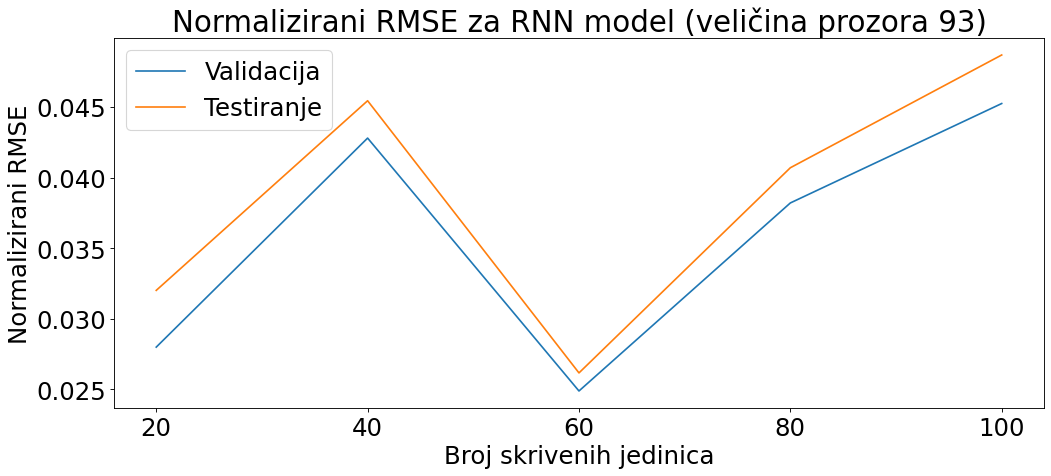 Normalizirani RMSE za RNN model (veličina prozora 93)
Validacija
Testiranje
Normalizirani RMSE
0.045
0.040
0.035
0.030
0.025
20 40 60 80 100
Broj skrivenih jedinica